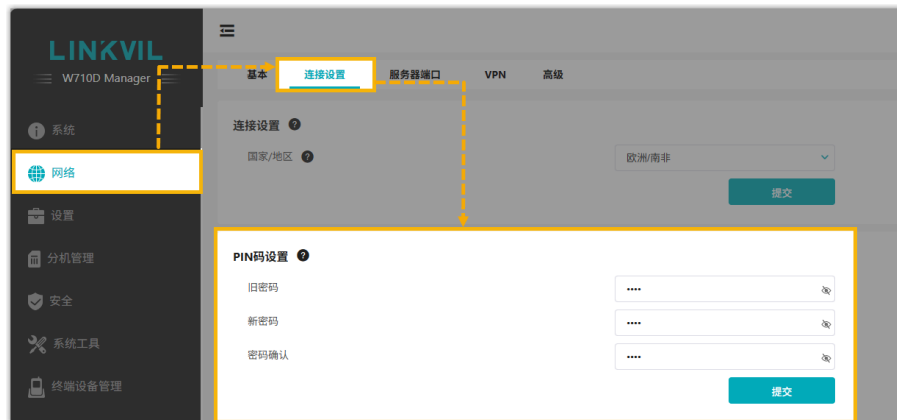 LINKVIL
W710D Manager
系统
网络
设置
分机管理
安全
系统工具
终端设备管理
基本 连接设置 服务器端口 VPN 高级
连接设置
国家/地区 欧洲/南非
提交
PIN码设置
旧密码 ····
新密码 ····
密码确认 ····
提交